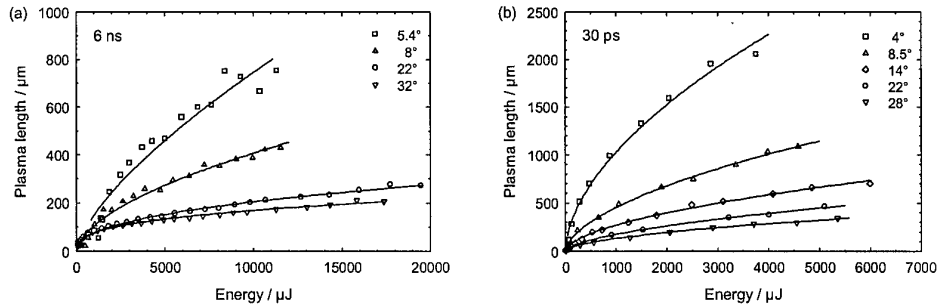 (a)
6 ns
5.4°
8°
22°
32°
Plasma length / μm
800
600
400
200
0
0 5000 10000 15000 20000
Energy / μJ
(b)
30 ps
4°
8.5°
14°
22°
28°
Plasma length / μm
2500
2000
1500
1000
500
0
0 1000 2000 3000 4000 5000 6000 7000
Energy / μJ